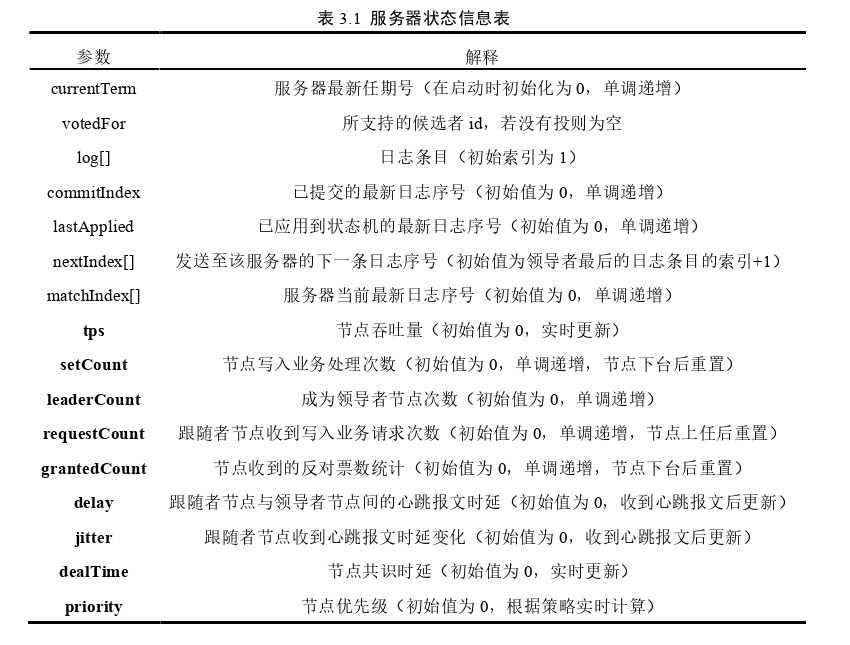 表 3.1 服务器状态信息表
参数 解释
currentTerm 服务器最新任期号（在启动时初始化为 0，单调递增）
votedFor 所支持的候选者 id，若没有投则为空
log[] 日志条目（初始索引为 1）
commitIndex 已提交的最新日志序号（初始值为 0，单调递增）
lastApplied 已应用到状态机的最新日志序号（初始值为 0，单调递增）
nextIndex[] 发送至该服务器的下一条日志序号（初始值为领导者最后的日志条目的索引+1）
matchIndex[] 服务器当前最新日志序号（初始值为 0，单调递增）
tps 节点吞吐量（初始值为 0，实时更新）
setCount 节点写入业务处理次数（初始值为 0，单调递增，节点下台后重置）
leaderCount 成为领导者节点次数（初始值为 0，单调递增）
requestCount 跟随者节点收到写入业务请求次数（初始值为 0，单调递增，节点上任后重置）
grantedCount 节点收到的反对票数统计（初始值为 0，单调递增，节点下台后重置）
delay 跟随者节点与领导者节点间的心跳报文时延（初始值为 0，收到心跳报文后更新）
jitter 跟随者节点收到心跳报文时延变化（初始值为 0，收到心跳报文后更新）
dealTime 节点共识时延（初始值为 0，实时更新）
priority 节点优先级（初始值为 0，根据策略实时计算）